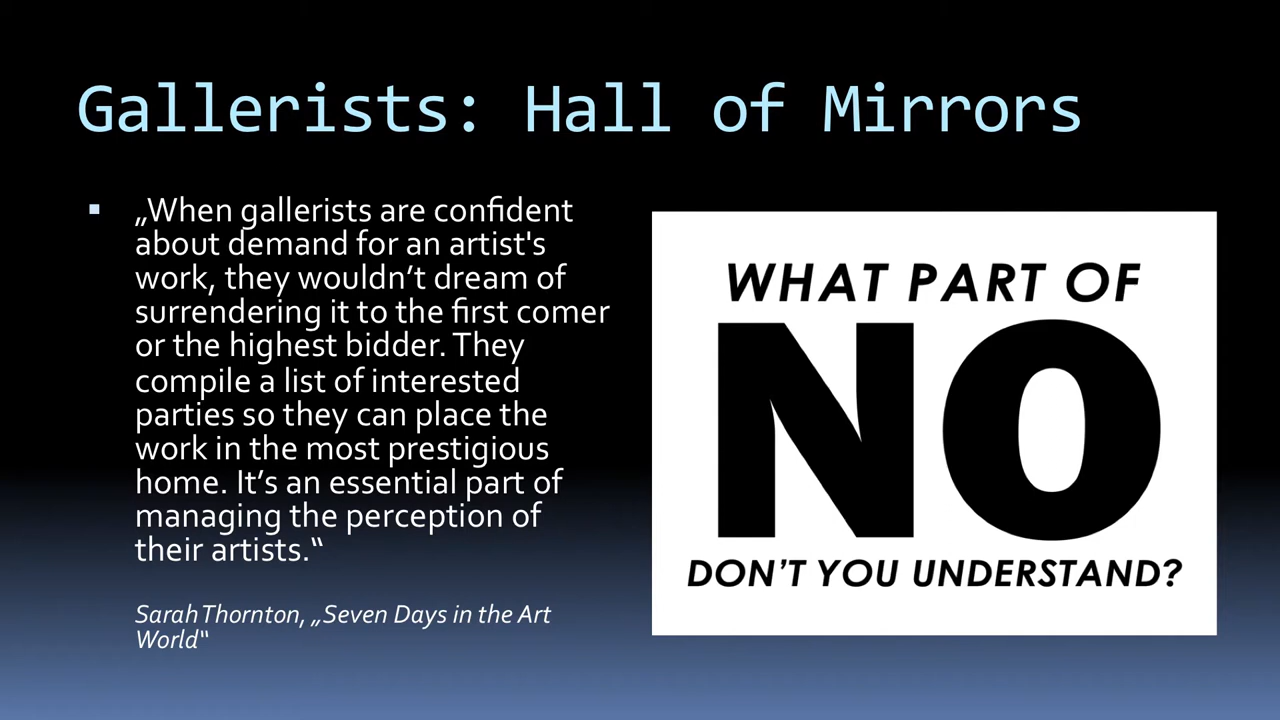 Gallerists: Hall of Mirrors
„When gallerists are confident
about demand for an artist's
work, they wouldn’t dream of
surrendering it to the first comer
or the highest bidder. They
compile a list of interested
parties so they can place the
work in the most prestigious
home. It’s an essential part of
managing the perception of
their artists.“
Sarah Thornton, „Seven Days in the Art
World“
WHAT PART OF
NO
DON’T YOU UNDERSTAND?